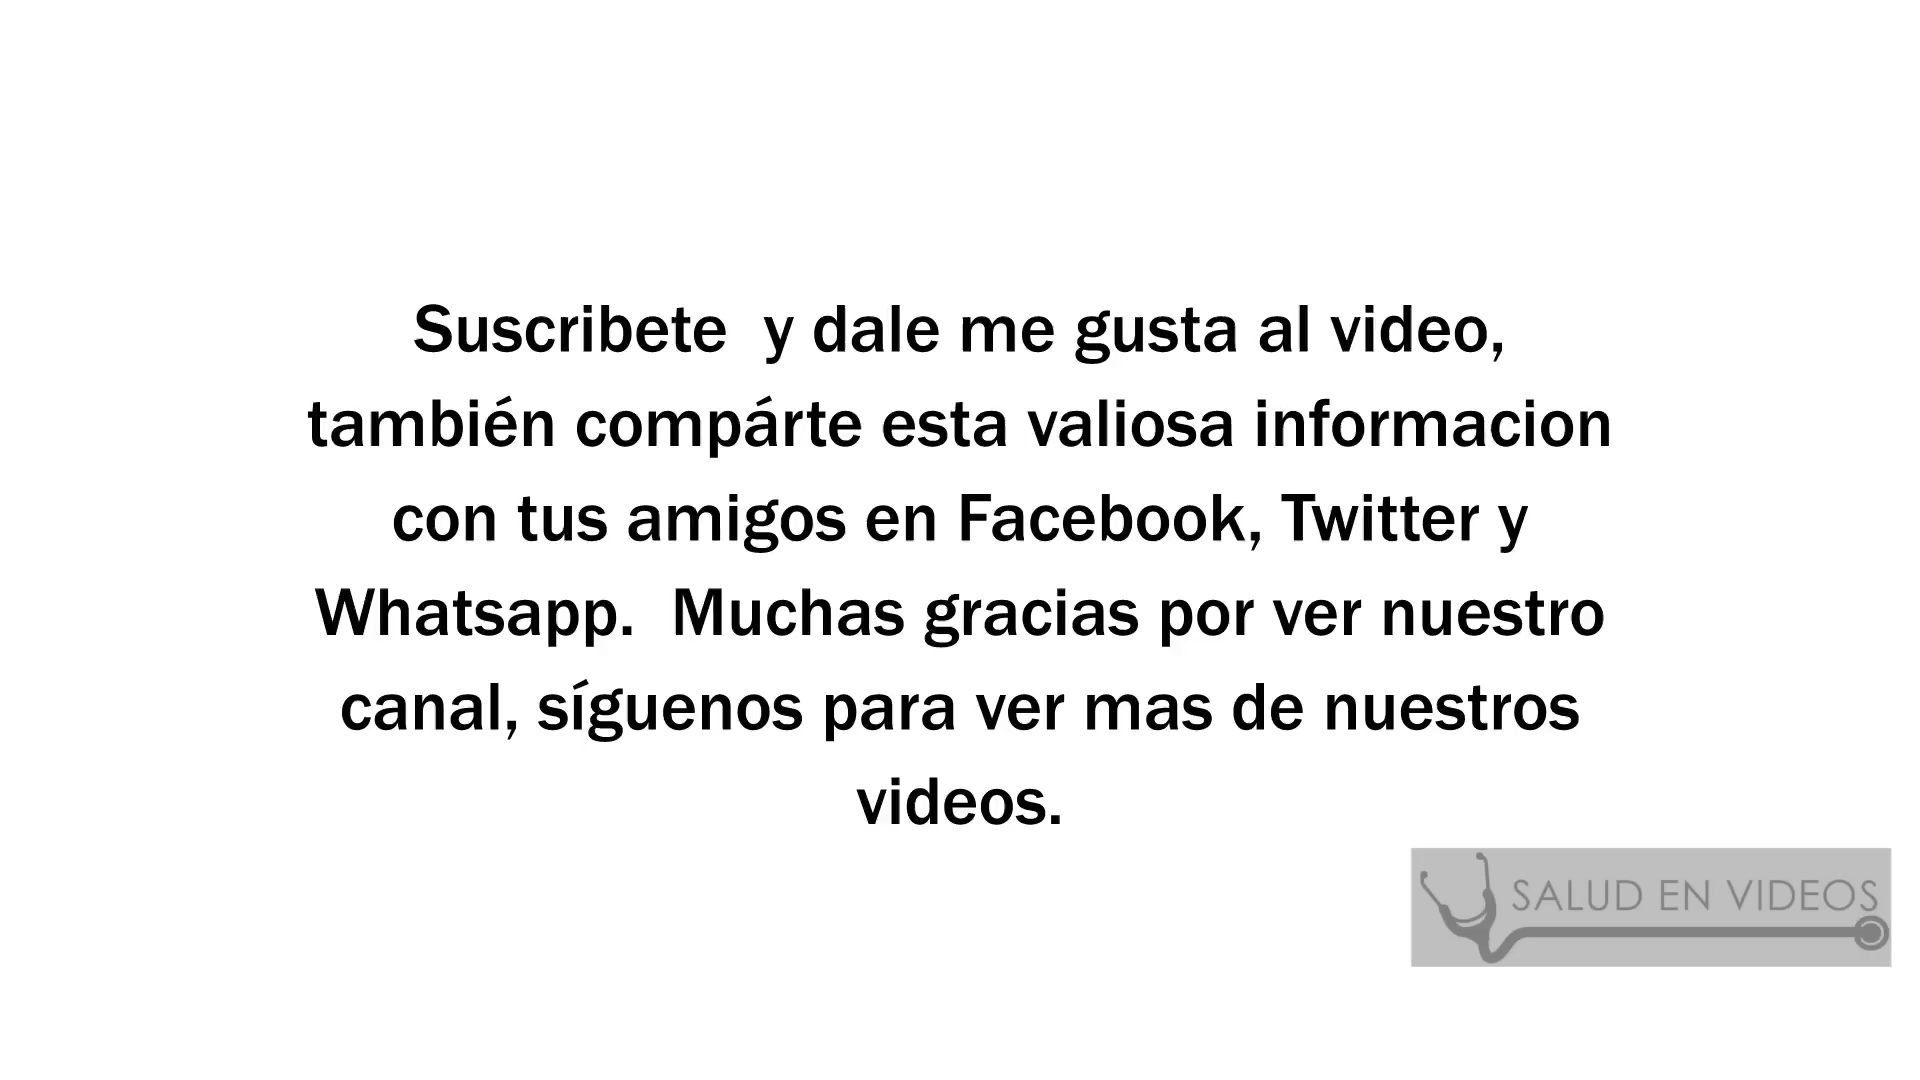 Suscribete  y dale me gusta al video,
también compárte esta valiosa informacion
con tus amigos en Facebook, Twitter y
Whatsapp.  Muchas gracias por ver nuestro
canal, síguenos para ver mas de nuestros
videos.
SALUD EN VIDEOS